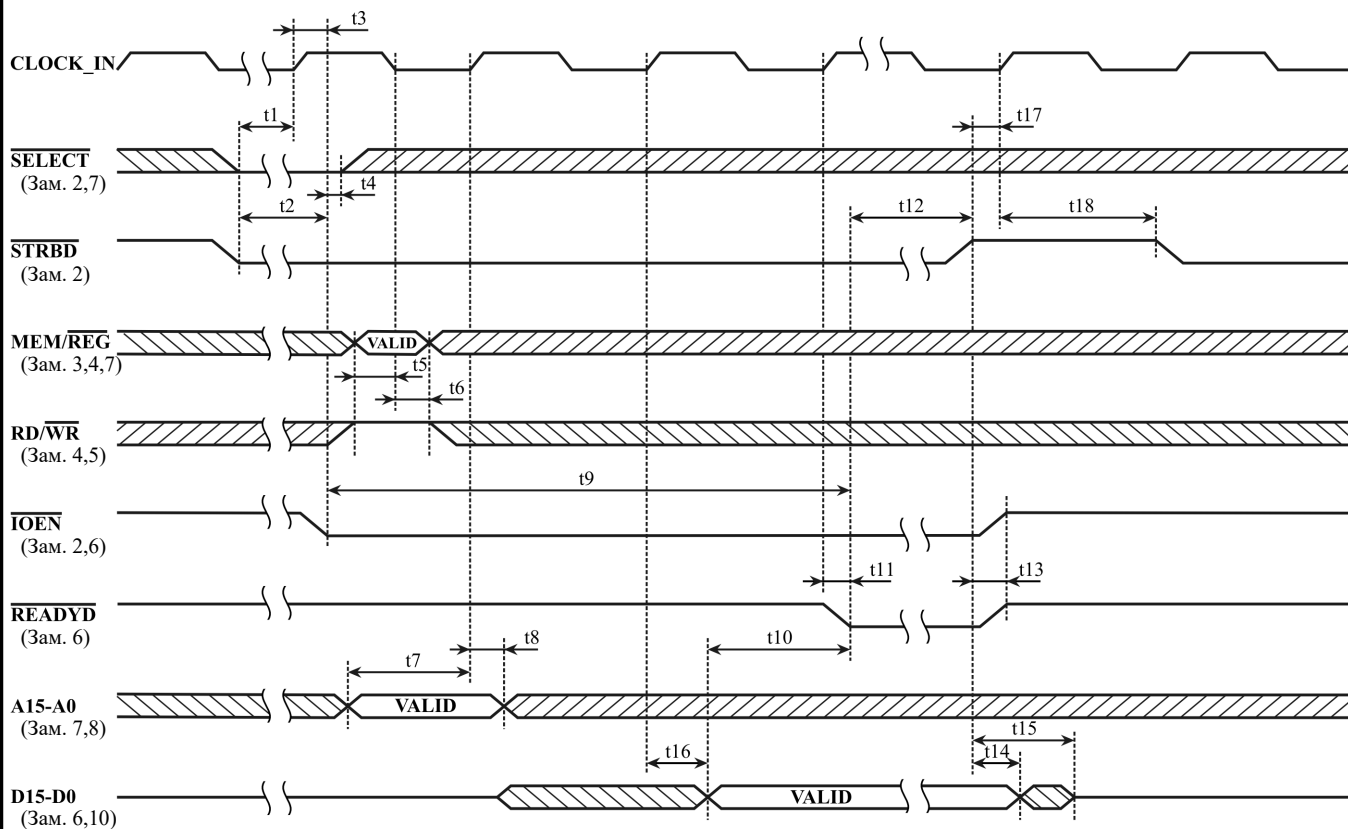 t3
CLOCK_IN
t1
t17
SELECT
(Зам. 2,7)
t4
t2
t12
t18
STRBD
(Зам. 2)
MEM/REG
VALID
(Зам. 3,4,7)
t5
t6
RD/WR
(Зам. 4,5)
t9
IOEN
(Зам. 2,6)
t11
t13
READYD
(Зам. 6)
t10
t8
t7
A15-A0
VALID
(Зам. 7,8)
t15
t16
t14
D15-D0
VALID
(Зам. 6,10)